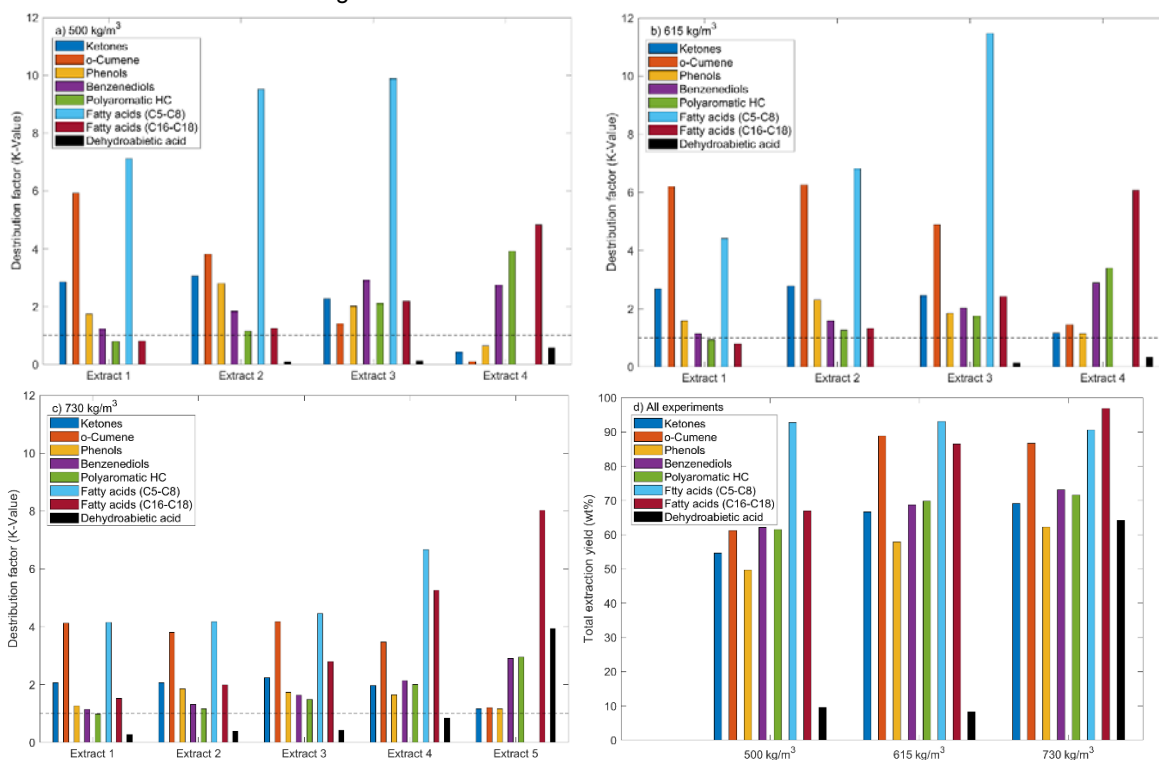 a) 500 kg/m³
Ketones
o-Cumene
Phenols
Benzenediols
Polyaromatic HC
Fatty acids (C5-C8)
Fatty acids (C16-C18)
Dehydroabietic acid
Destribution factor (K-Value)
12
10
8
6
4
2
0
Extract 1 Extract 2 Extract 3 Extract 4
b) 615 kg/m³
Ketones
o-Cumene
Phenols
Benzenediols
Polyaromatic HC
Fatty acids (C5-C8)
Fatty acids (C16-C18)
Dehydroabietic acid
Destribution factor (K-Value)
12
10
8
6
4
2
0
Extract 1 Extract 2 Extract 3 Extract 4
c) 730 kg/m³
Ketones
o-Cumene
Phenols
Benzenediols
Polyaromatic HC
Fatty acids (C5-C8)
Fatty acids (C16-C18)
Dehydroabietic acid
Destribution factor (K-Value)
12
10
8
6
4
2
0
Extract 1 Extract 2 Extract 3 Extract 4 Extract 5
d) All experiments
Ketones
o-Cumene
Phenols
Benzenediols
Polyaromatic HC
Ftty acids (C5-C8)
Fatty acids (C16-C18)
Dehydroabietic acid
Total extraction yield (wt%)
100
90
80
70
60
50
40
30
20
10
0
500 kg/m³ 615 kg/m³ 730 kg/m³